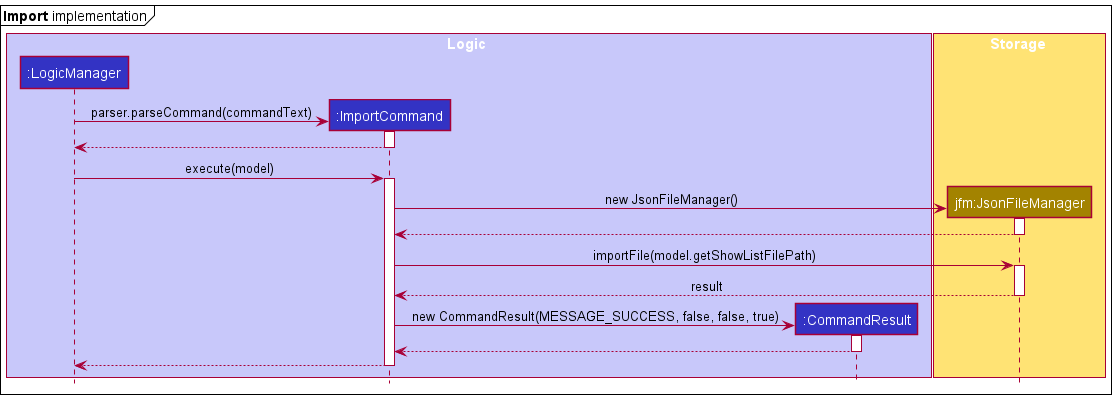 Import implementation
Logic
Storage
:LogicManager
parser.parseCommand(commandText)
:ImportCommand
execute(model)
new JsonFileManager()
jfm:JsonFileManager
importFile(model.getShowListFilePath)
result
new CommandResult(MESSAGE_SUCCESS, false, false, true)
:CommandResult